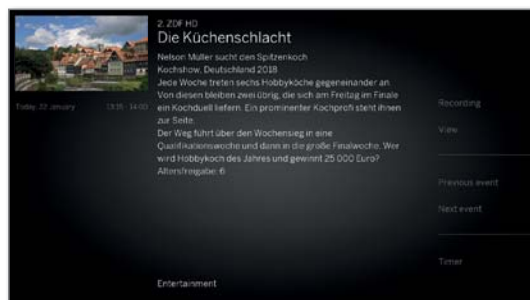 2. ZDF HD
Die Küchenschlacht
Nelson Müller sucht den Spitzenkoch
Kochshow, Deutschland 2018
Jede Woche treten sechs Hobbyköche gegeneinander an.
Von diesen bleiben zwei übrig, die sich am Freitag im Finale
ein Kochduell liefern. Ein prominenter Kochprofi steht ihnen
zur Seite.
Der Weg führt über den Wochensieg in eine
Qualifikationswoche und dann in die große Finalwoche. Wer
wird Hobbykoch des Jahres und gewinnt 25 000 Euro?
Altersfreigabe: 6
Today, 22. January 13:15 - 14:00
Recording
View
Previous event
Next event
Timer
Entertainment